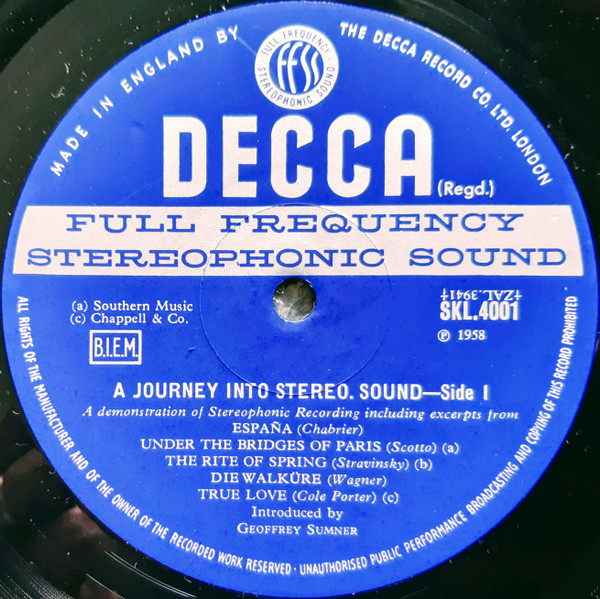 MADE IN ENGLAND BY
THE DECCA RECORD CO. LTD. LONDON
FULL FREQUENCY
STEREOPHONIC SOUND
FFSS
DECCA (Regd.)
FULL FREQUENCY
STEREOPHONIC SOUND
(a) Southern Music
(c) Chappell & Co.
B.I.E.M.
‡ZAL.3941‡
SKL.4001
℗ 1958
A JOURNEY INTO STEREO. SOUND—Side 1
A demonstration of Stereophonic Recording including excerpts from
ESPAÑA (Chabrier)
UNDER THE BRIDGES OF PARIS (Scotto) (a)
THE RITE OF SPRING (Stravinsky) (b)
DIE WALKÜRE (Wagner)
TRUE LOVE (Cole Porter) (c)
Introduced by
GEOFFREY SUMNER
ALL RIGHTS OF THE MANUFACTURER AND OF THE OWNER OF THE RECORDED WORK RESERVED · UNAUTHORISED PUBLIC PERFORMANCE BROADCASTING AND COPYING OF THIS RECORD PROHIBITED